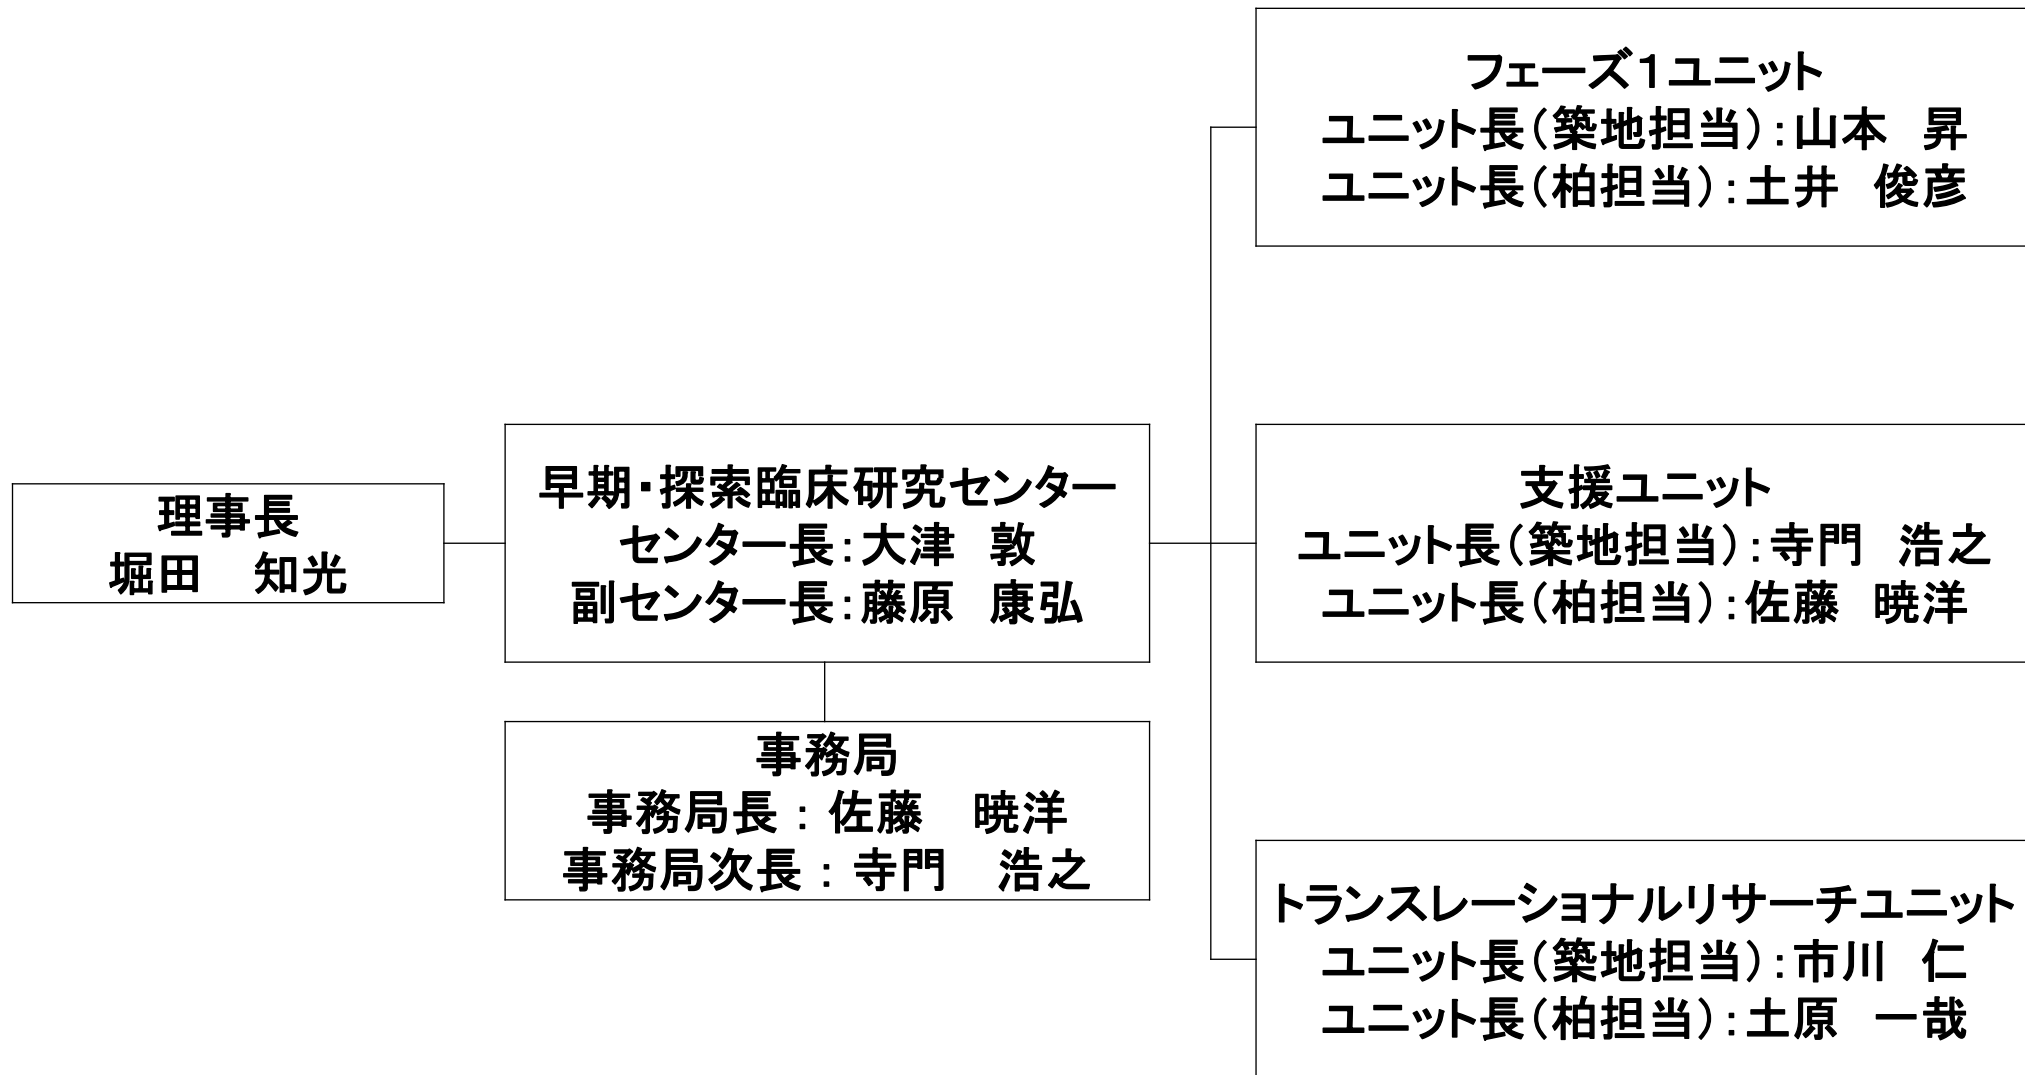 理事長
堀田　知光
早期・探索臨床研究センター
センター長：大津　敦
副センター長：藤原　康弘
事務局
事務局長 ： 佐藤　暁洋
事務局次長 ： 寺門　浩之
フェーズ１ユニット
ユニット長（築地担当）：山本　昇
ユニット長（柏担当）：土井　俊彦
支援ユニット
ユニット長（築地担当）：寺門　浩之
ユニット長（柏担当）：佐藤　暁洋
トランスレーショナルリサーチユニット
ユニット長（築地担当）：市川　仁
ユニット長（柏担当）：土原　一哉